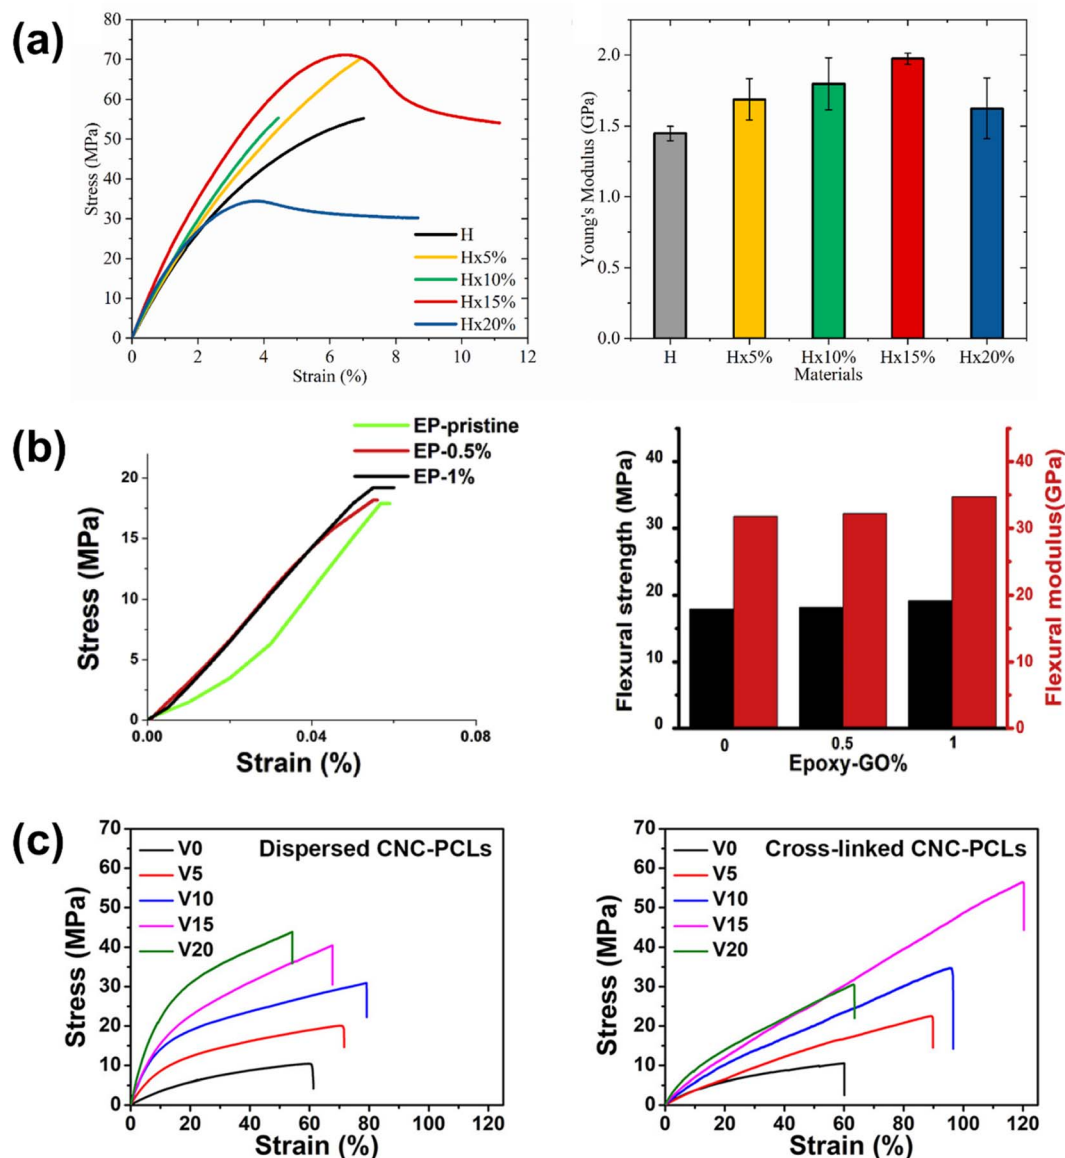 (a)
80
70
60
50
40
30
20
10
0
Stress (MPa)
0 2 4 6 8 10 12
Strain (%)
H
Hx5%
Hx10%
Hx15%
Hx20%
2.0
1.5
1.0
0.5
0.0
Young's Modulus (GPa)
H Hx5% Hx10% Hx15% Hx20%
Materials
(b)
EP-pristine
EP-0.5%
EP-1%
20
15
10
5
0
Stress (MPa)
0.00 0.04 0.08
Strain (%)
40
30
20
10
0
Flexural strength (MPa)
40
30
20
10
0
Flexural modulus(GPa)
0 0.5 1
Epoxy-GO%
(c)
70
60
50
40
30
20
10
0
Stress (MPa)
V0
V5
V10
V15
V20
Dispersed CNC-PCLs
0 20 40 60 80 100 120
Strain (%)
70
60
50
40
30
20
10
0
Stress (MPa)
V0
V5
V10
V15
V20
Cross-linked CNC-PCLs
0 20 40 60 80 100 120
Strain (%)